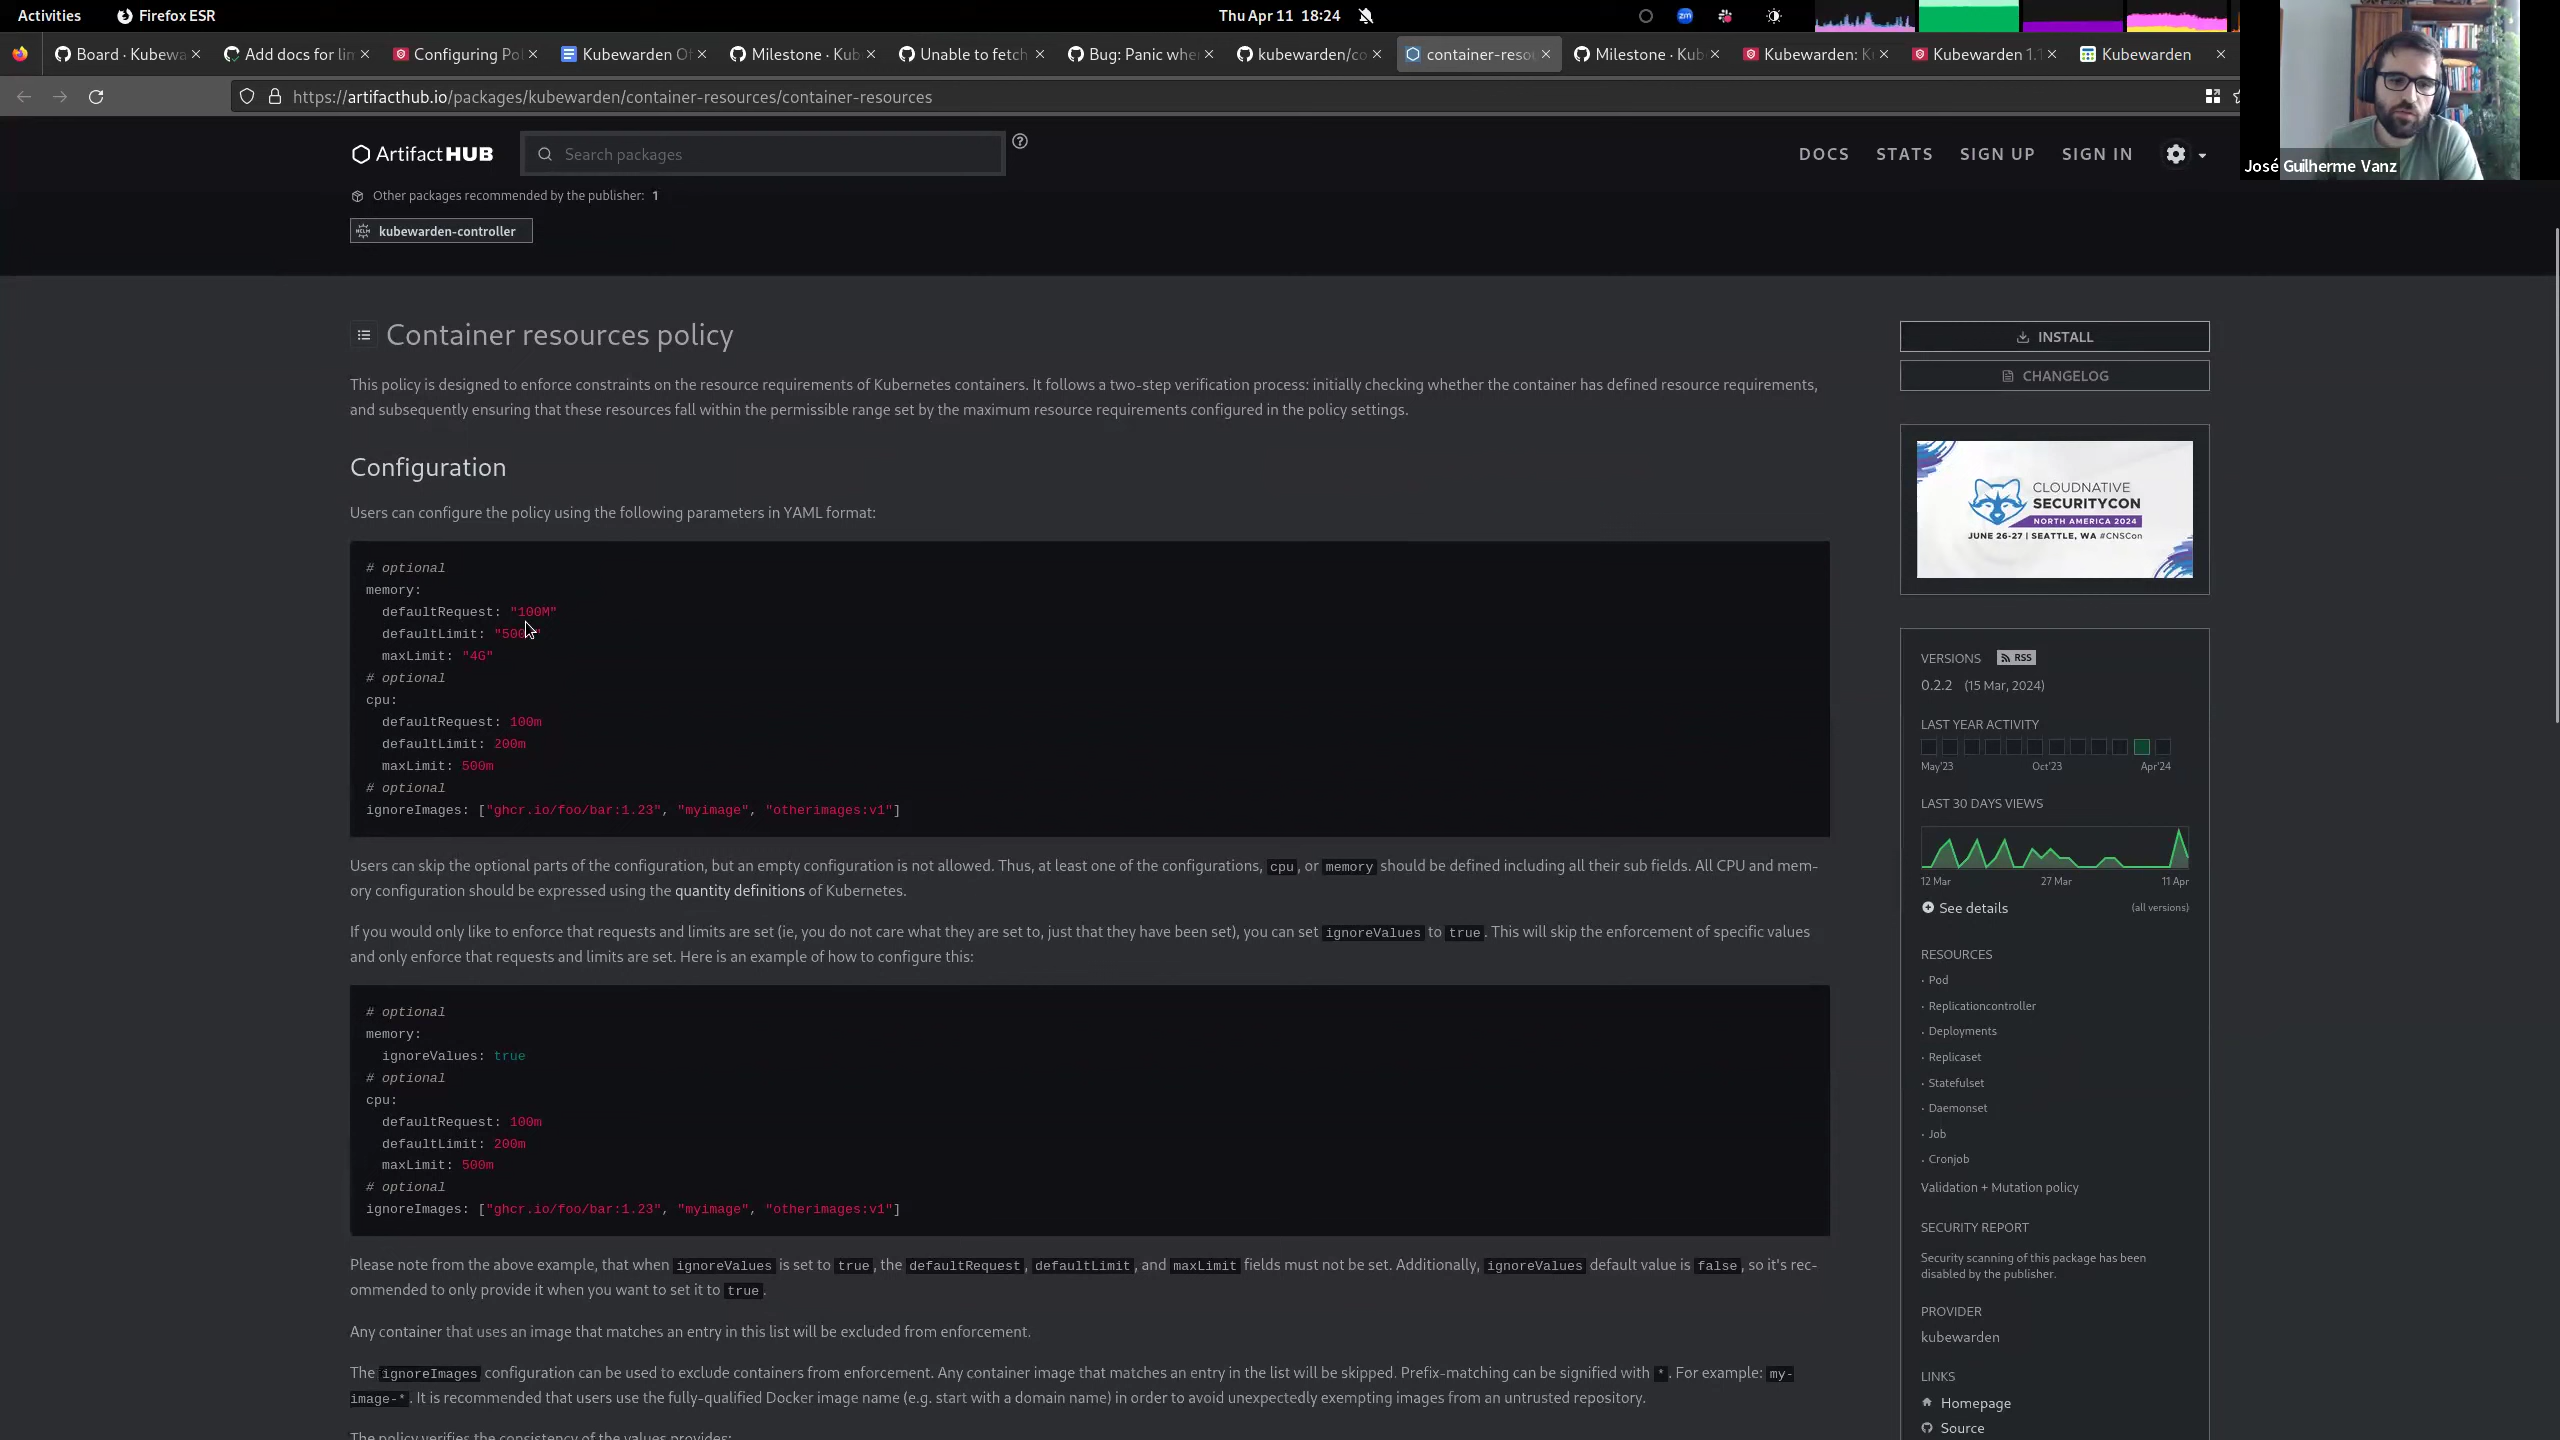 Activities
Firefox ESR
Thu Apr 11 18:24
zm
Board · Kubewa
Add docs for lin
Configuring Pol
Kubewarden O
Milestone · Kub
Unable to fetch
Bug: Panic whe
kubewarden/co
container-reso
Milestone · Kub
Kubewarden: K
Kubewarden 1.1
Kubewarden
https://artifacthub.io/packages/kubewarden/container-resources/container-resources
José Guilherme Vanz
ArtifactHUB
Search packages
DOCS
STATS
SIGN UP
SIGN IN
Other packages recommended by the publisher: 1
HELM
kubewarden-controller
Container resources policy
This policy is designed to enforce constraints on the resource requirements of Kubernetes containers. It follows a two-step verification process: initially checking whether the container has defined resource requirements,
and subsequently ensuring that these resources fall within the permissible range set by the maximum resource requirements configured in the policy settings.
Configuration
Users can configure the policy using the following parameters in YAML format:
# optional
memory:
defaultRequest: "100M"
defaultLimit: "500
maxLimit: "4G"
# optional
cpu:
defaultRequest: 100m
defaultLimit: 200m
maxLimit: 500m
# optional
ignoreImages: ["ghcr.io/foo/bar:1.23", "myimage", "otherimages:v1"]
Users can skip the optional parts of the configuration, but an empty configuration is not allowed. Thus, at least one of the configurations, cpu, or memory should be defined including all their sub fields. All CPU and mem-
ory configuration should be expressed using the quantity definitions of Kubernetes.
If you would only like to enforce that requests and limits are set (ie, you do not care what they are set to, just that they have been set), you can set ignoreValues to true. This will skip the enforcement of specific values
and only enforce that requests and limits are set. Here is an example of how to configure this:
# optional
memory:
ignoreValues: true
# optional
cpu:
defaultRequest: 100m
defaultLimit: 200m
maxLimit: 500m
# optional
ignoreImages: ["ghcr.io/foo/bar:1.23", "myimage", "otherimages:v1"]
Please note from the above example, that when ignoreValues is set to true, the defaultRequest, defaultLimit, and maxLimit fields must not be set. Additionally, ignoreValues default value is false, so it's rec-
ommended to only provide it when you want to set it to true.
Any container that uses an image that matches an entry in this list will be excluded from enforcement.
The ignoreImages configuration can be used to exclude containers from enforcement. Any container image that matches an entry in the list will be skipped. Prefix-matching can be signified with *. For example: my-
image-*. It is recommended that users use the fully-qualified Docker image name (e.g. start with a domain name) in order to avoid unexpectedly exempting images from an untrusted repository.
The policy verifies the consistency of the values provides:
INSTALL
CHANGELOG
CLOUDNATIVE
SECURITYCON
NORTH AMERICA 2024
JUNE 26-27 | SEATTLE, WA #CNSCon
VERSIONS RSS
0.2.2 (15 Mar, 2024)
LAST YEAR ACTIVITY
May'23 Oct'23 Apr'24
LAST 30 DAYS VIEWS
12 Mar 27 Mar 11 Apr
See details (all versions)
RESOURCES
· Pod
· Replicationcontroller
· Deployments
· Replicaset
· Statefulset
· Daemonset
· Job
· Cronjob
Validation + Mutation policy
SECURITY REPORT
Security scanning of this package has been
disabled by the publisher.
PROVIDER
kubewarden
LINKS
Homepage
Source